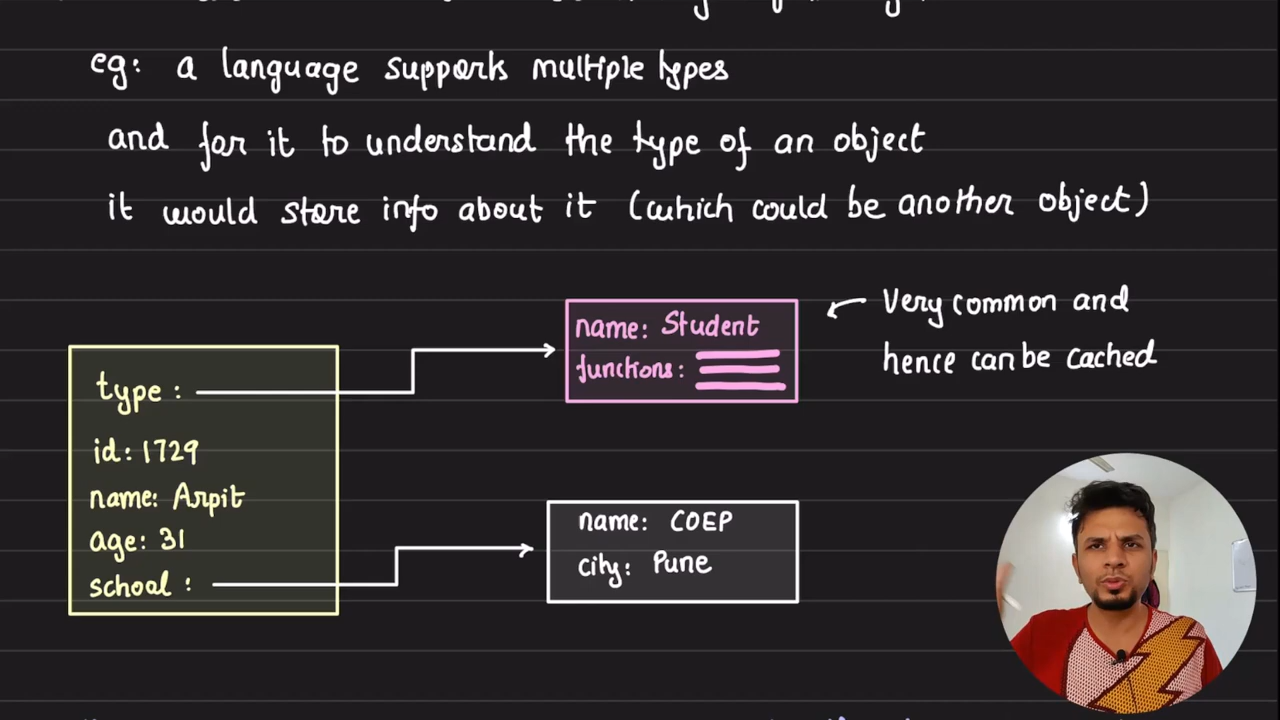 eg: a language supports multiple types
and for it to understand the type of an object
it would store info about it (which could be another object)
Very common and
hence can be cached
name: Student
functions:
type:
id: 1729
name: Arpit
age: 31
school:
name: COEP
city: Pune